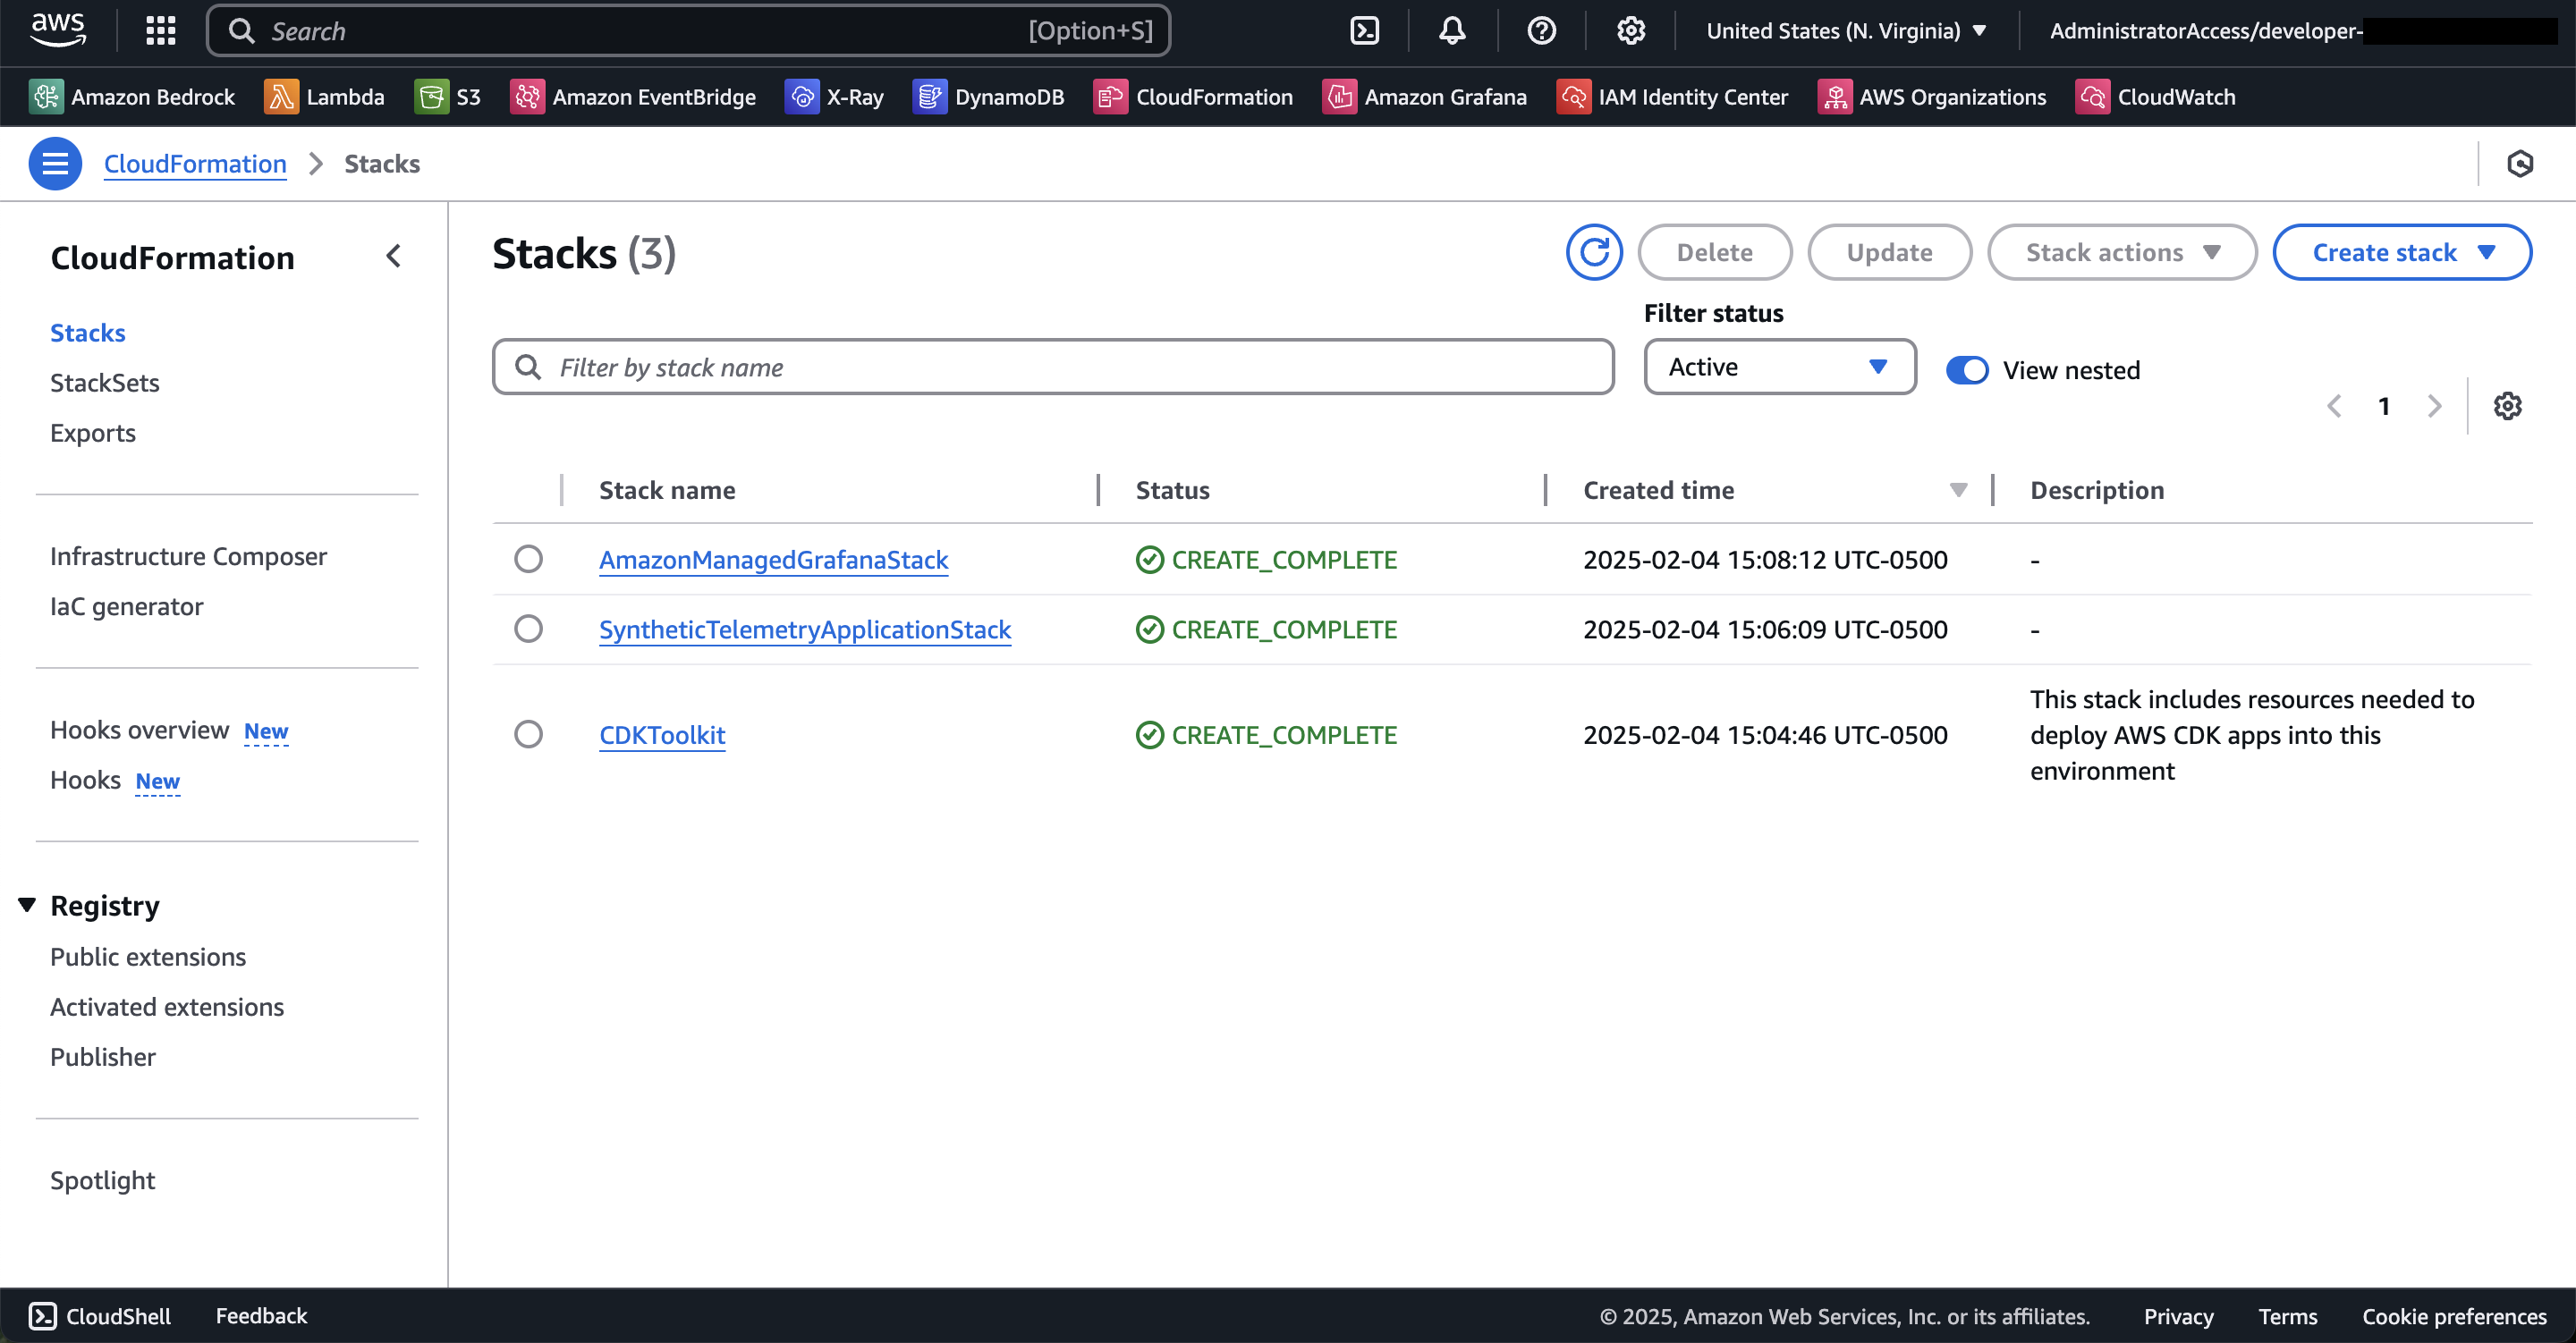 aws
Search [Option+S]
United States (N. Virginia)
AdministratorAccess/developer-
Amazon Bedrock
Lambda
S3
Amazon EventBridge
X-Ray
DynamoDB
CloudFormation
Amazon Grafana
IAM Identity Center
AWS Organizations
CloudWatch
CloudFormation
Stacks
CloudFormation
Stacks
StackSets
Exports
Infrastructure Composer
IaC generator
Hooks overview New
Hooks New
Registry
Public extensions
Activated extensions
Publisher
Spotlight
Stacks (3)
Delete
Update
Stack actions
Create stack
Filter status
Filter by stack name
Active
View nested
1
Stack name Status Created time Description
AmazonManagedGrafanaStack CREATE_COMPLETE 2025-02-04 15:08:12 UTC-0500 -
SyntheticTelemetryApplicationStack CREATE_COMPLETE 2025-02-04 15:06:09 UTC-0500 -
CDKToolkit CREATE_COMPLETE 2025-02-04 15:04:46 UTC-0500
This stack includes resources needed to
deploy AWS CDK apps into this
environment
CloudShell
Feedback
© 2025, Amazon Web Services, Inc. or its affiliates.
Privacy
Terms
Cookie preferences